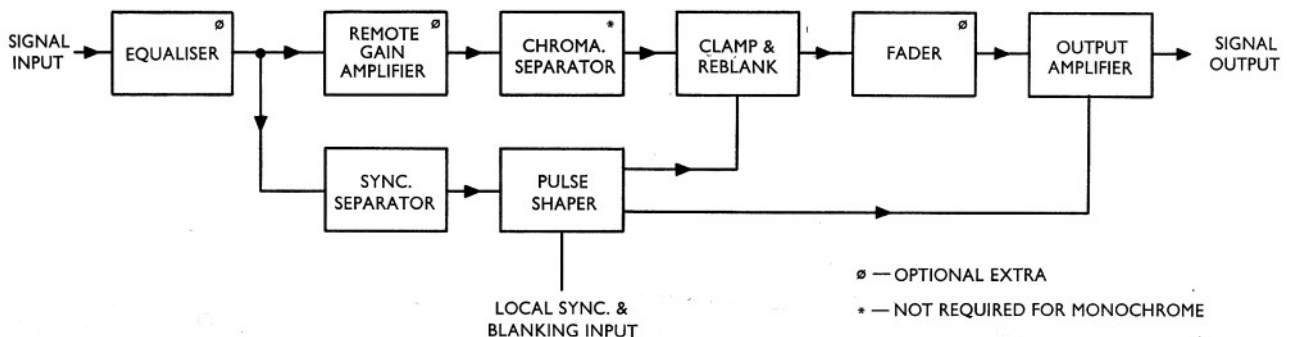 SIGNAL
INPUT
EQUALISER
ø
REMOTE
GAIN
AMPLIFIER
ø
CHROMA.
SEPARATOR
*
CLAMP &
REBLANK
FADER
ø
OUTPUT
AMPLIFIER
SIGNAL
OUTPUT
SYNC.
SEPARATOR
PULSE
SHAPER
LOCAL SYNC. &
BLANKING INPUT
ø — OPTIONAL EXTRA
* — NOT REQUIRED FOR MONOCHROME